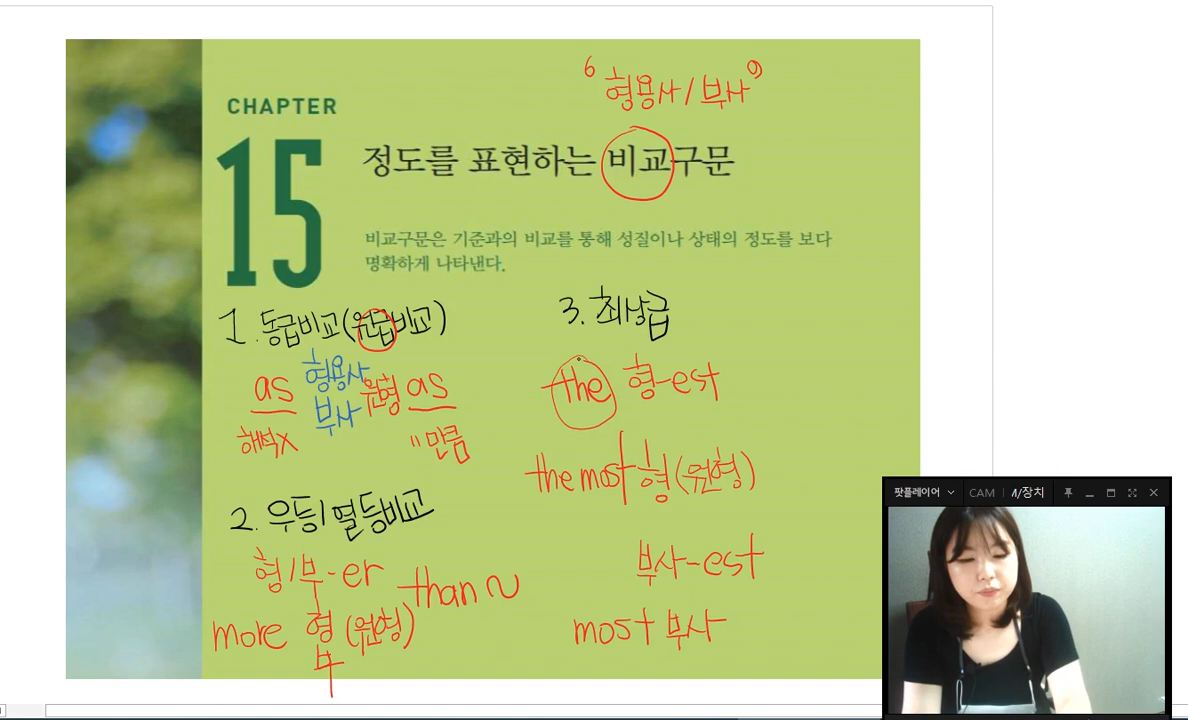 “형용사/부사”
CHAPTER
15
정도를 표현하는 비교구문
비교구문은 기준과의 비교를 통해 성질이나 상태의 정도를 보다
명확하게 나타낸다.
1. 동급비교(원급비교)
as 형용사 부사 원형 as
해석X
"만큼
2. 우등/열등비교
형/부-er
than ~
more 형 (원형)
부
3. 최상급
the 형-est
the most 형(원형)
부사-est
most 부사
팟플레이어
CAM
장치